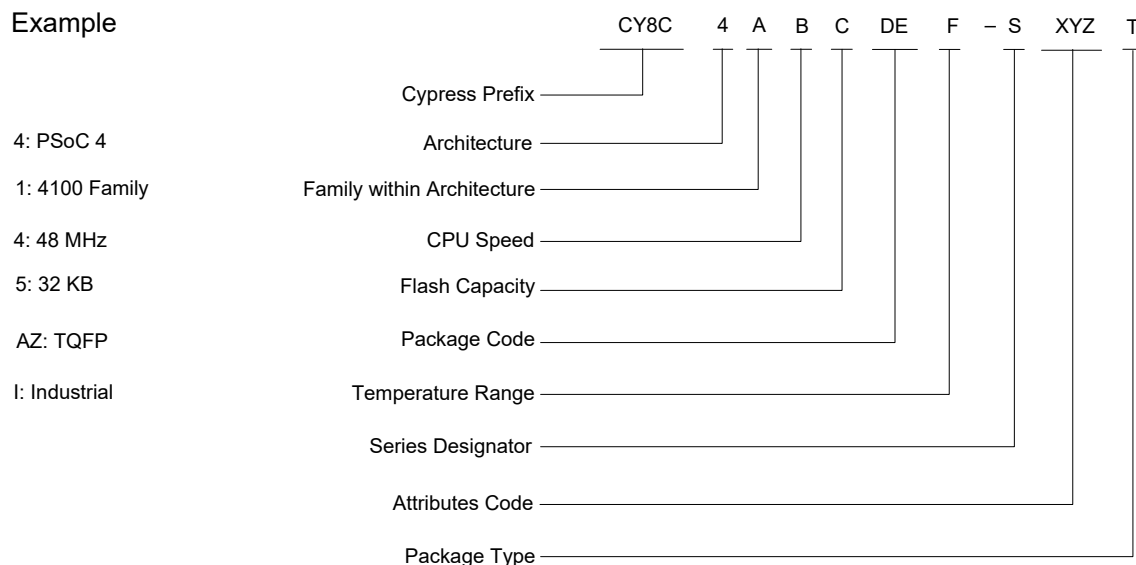 Example
CY8C 4 A B C DE F – S XYZ T
Cypress Prefix
4: PSoC 4 Architecture
1: 4100 Family Family within Architecture
4: 48 MHz CPU Speed
5: 32 KB Flash Capacity
AZ: TQFP Package Code
I: Industrial Temperature Range
Series Designator
Attributes Code
Package Type